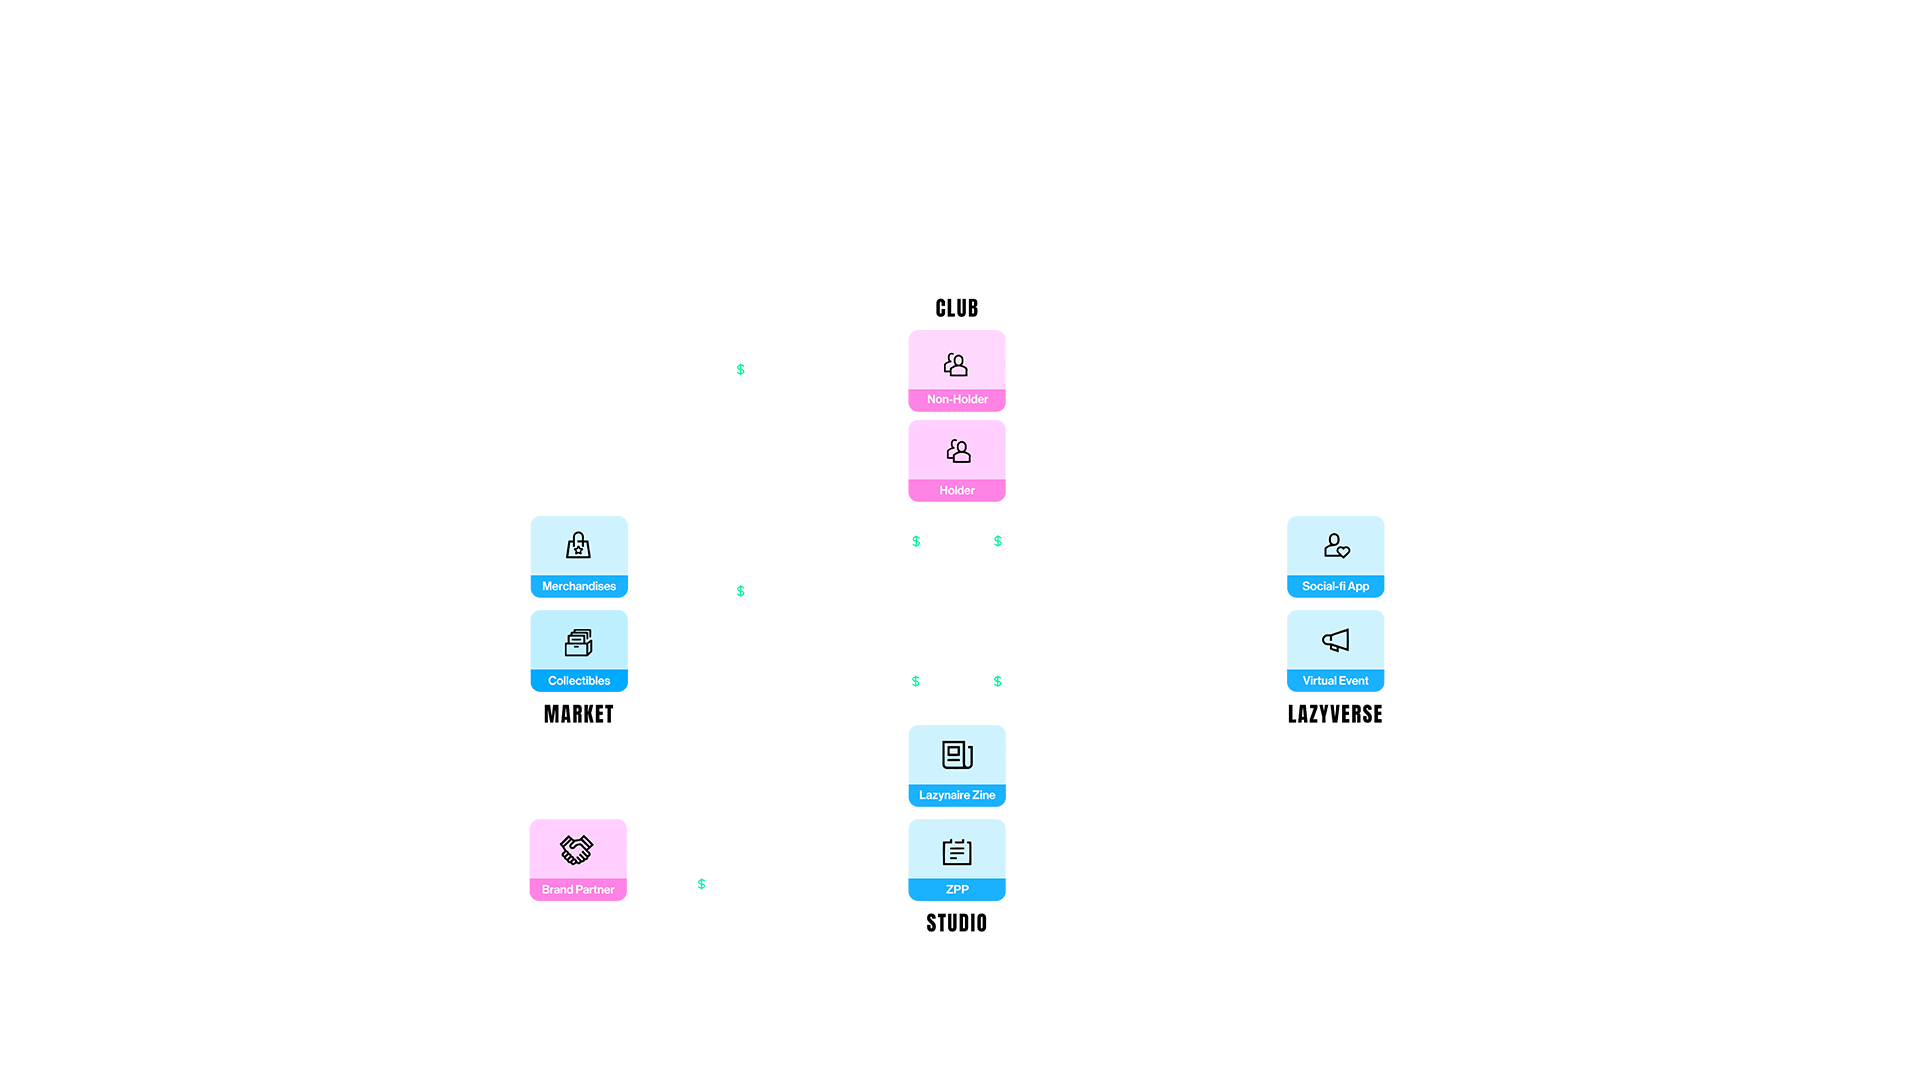 CLUB
$
Non-Holder
Holder
$ $
Merchandises
Social-fi App
$
Collectibles
Virtual Event
$ $
MARKET
LAZYVERSE
Lazynaire Zine
Brand Partner
$
ZPP
STUDIO